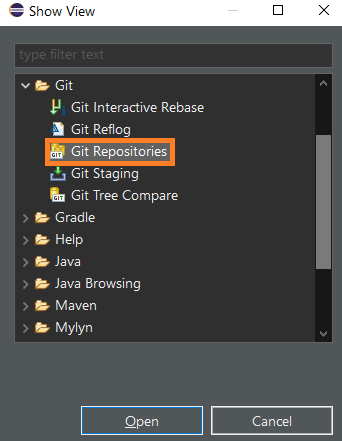 Show View
type filter text
Git
Git Interactive Rebase
Git Reflog
Git Repositories
Git Staging
Git Tree Compare
Gradle
Help
Java
Java Browsing
Maven
Mylyn
Open
Cancel